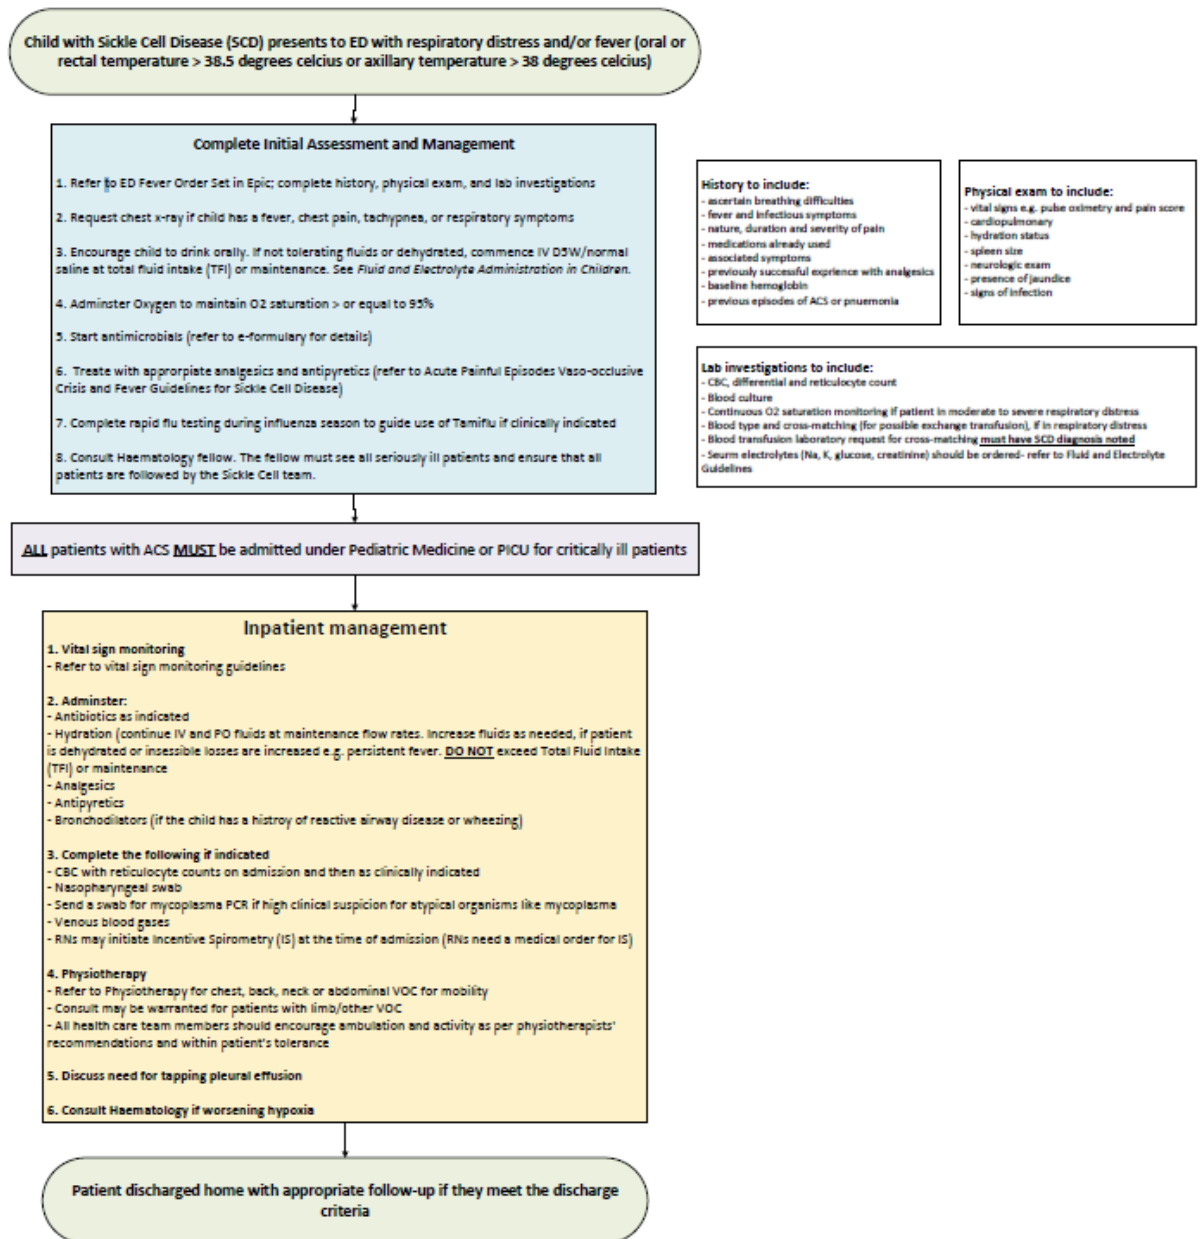 Child with Sickle Cell Disease (SCD) presents to ED with respiratory distress and/or fever (oral or
rectal temperature > 38.5 degrees celcius or axillary temperature > 38 degrees celcius)
Complete Initial Assessment and Management
1. Refer to ED Fever Order Set in Epic; complete history, physical exam, and lab investigations
2. Request chest x-ray if child has a fever, chest pain, tachypnea, or respiratory symptoms
3. Encourage child to drink orally. If not tolerating fluids or dehydrated, commence IV D5W/normal
saline at total fluid intake (TFI) or maintenance. See Fluid and Electrolyte Administration in Children.
4. Adminster Oxygen to maintain O2 saturation > or equal to 95%
5. Start antimicrobials (refer to e-formulary for details)
6. Treate with approrpiate analgesics and antipyretics (refer to Acute Painful Episodes Vaso-occlusive
Crisis and Fever Guidelines for Sickle Cell Disease)
7. Complete rapid flu testing during influenza season to guide use of Tamiflu if clinically indicated
8. Consult Haematology fellow. The fellow must see all seriously ill patients and ensure that all
patients are followed by the Sickle Cell team.
History to include:
- ascertain breathing difficulties
- fever and infectious symptoms
- nature, duration and severity of pain
- medications already used
- associated symptoms
- previously successful exprience with analgesics
- baseline hemoglobin
- previous episodes of ACS or pnuemonia
Physical exam to include:
- vital signs e.g. pulse oximetry and pain score
- cardiopulmonary
- hydration status
- spleen size
- neurologic exam
- presence of jaundice
- signs of infection
Lab investigations to include:
- CBC, differential and reticulocyte count
- Blood culture
- Continuous O2 saturation monitoring if patient in moderate to severe respiratory distress
- Blood type and cross-matching (for possible exchange transfusion), if in respiratory distress
- Blood transfusion laboratory request for cross-matching must have SCD diagnosis noted
- Seurm electrolytes (Na, K, glucose, creatinine) should be ordered- refer to Fluid and Electrolyte
Guidelines
ALL patients with ACS MUST be admitted under Pediatric Medicine or PICU for critically ill patients
Inpatient management
1. Vital sign monitoring
- Refer to vital sign monitoring guidelines
2. Adminster:
- Antibiotics as indicated
- Hydration (continue IV and PO fluids at maintenance flow rates. Increase fluids as needed, if patient
is dehydrated or insessible losses are increased e.g. persistent fever. DO NOT exceed Total Fluid Intake
(TFI) or maintenance
- Analgesics
- Antipyretics
- Bronchodilators (if the child has a histroy of reactive airway disease or wheezing)
3. Complete the following if indicated
- CBC with reticulocyte counts on admission and then as clinically indicated
- Nasopharyngeal swab
- Send a swab for mycoplasma PCR if high clinical suspicion for atypical organisms like mycoplasma
- Venous blood gases
- RNs may initiate Incentive Spirometry (IS) at the time of admission (RNs need a medical order for IS)
4. Physiotherapy
- Refer to Physiotherapy for chest, back, neck or abdominal VOC for mobility
- Consult may be warranted for patients with limb/other VOC
- All health care team members should encourage ambulation and activity as per physiotherapists'
recommendations and within patient's tolerance
5. Discuss need for tapping pleural effusion
6. Consult Haematology if worsening hypoxia
Patient discharged home with appropriate follow-up if they meet the discharge
criteria